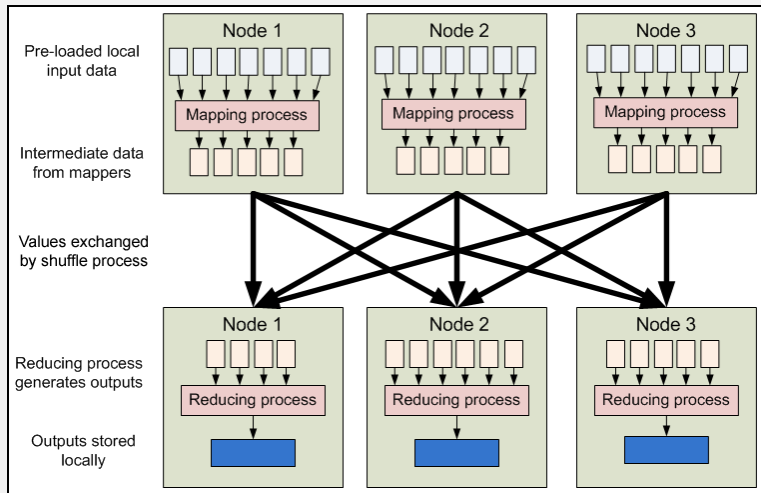 Node 1
Node 2
Node 3
Pre-loaded local
input data
Mapping process
Mapping process
Mapping process
Intermediate data
from mappers
Values exchanged
by shuffle process
Node 1
Node 2
Node 3
Reducing process
generates outputs
Reducing process
Reducing process
Reducing process
Outputs stored
locally